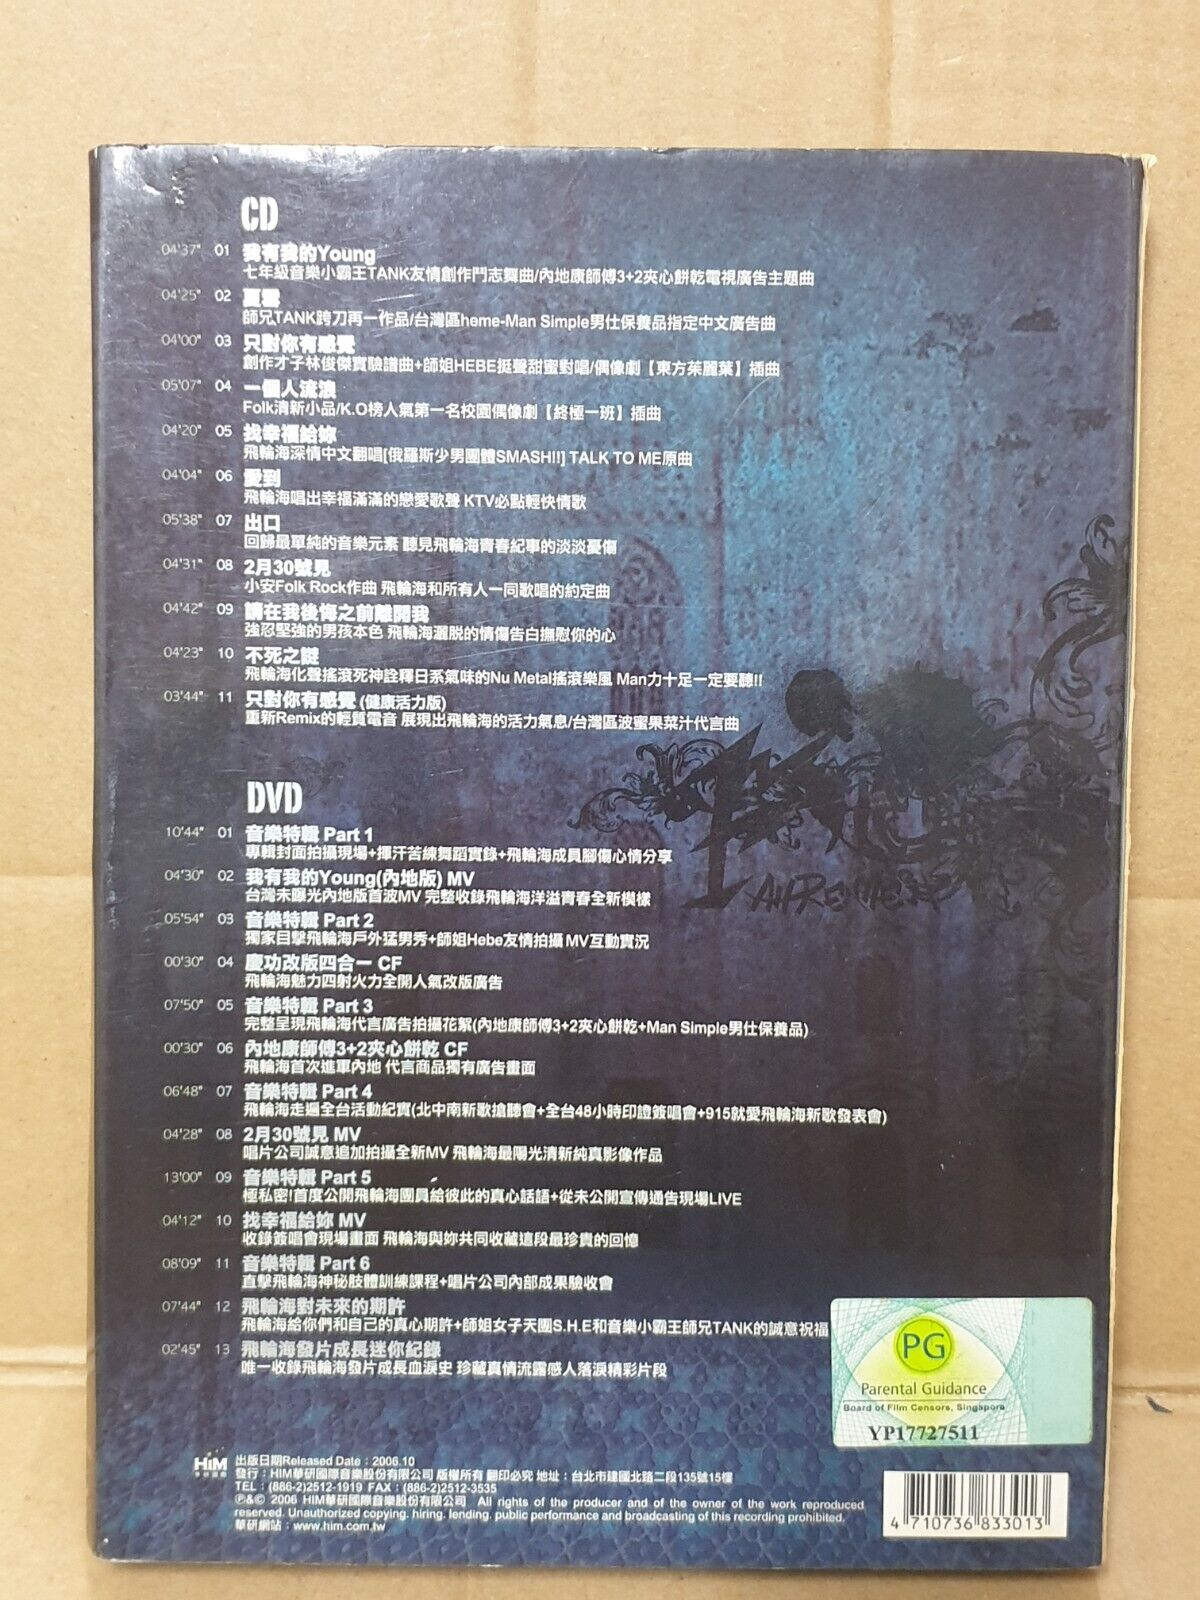 CD
04'37" 01 我有我的Young
七年級音樂小霸王TANK友情創作鬥志舞曲/內地康師傅3+2夾心餅乾電視廣告主題曲
04'25" 02 夏雪
師兄TANK跨刀再一作品/台灣區heme-Man Simple男仕保養品指定中文廣告曲
04'00" 03 只對你有感覺
創作才子林俊傑實驗譜曲+師姐HEBE挺聲甜蜜對唱/偶像劇【東方茱麗葉】插曲
05'07" 04 一個人流浪
Folk清新小品/K.O榜人氣第一名校園偶像劇【終極一班】插曲
04'20" 05 找幸福給妳
飛輪海深情中文翻唱[俄羅斯少男團體SMASH!!] TALK TO ME原曲
04'04" 06 愛到
飛輪海唱出幸福滿滿的戀愛歌聲 KTV必點輕快情歌
05'38" 07 出口
回歸最單純的音樂元素 聽見飛輪海青春紀事的淡淡憂傷
04'31" 08 2月30號見
小安Folk Rock作曲 飛輪海和所有人一同歌唱的約定曲
04'42" 09 請在我後悔之前離開我
強忍堅強的男孩本色 飛輪海灑脱的情傷告白撫慰你的心
04'23" 10 不死之謎
飛輪海化聲搖滾死神詮釋日系氣味的Nu Metal搖滾樂風 Man力十足一定要聽!!
03'44" 11 只對你有感覺 (健康活力版)
重新Remix的輕質電音 展現出飛輪海的活力氣息/台灣區波蜜果菜汁代言曲
DVD
10'44" 01 音樂特輯 Part 1
專輯封面拍攝現場+揮汗苦練舞蹈實錄+飛輪海成員腳傷心情分享
04'30" 02 我有我的Young(內地版) MV
台灣未曝光內地版首波MV 完整收錄飛輪海洋溢青春全新模樣
05'54" 03 音樂特輯 Part 2
獨家目擊飛輪海戶外猛男秀+師姐Hebe友情拍攝 MV互動實況
00'30" 04 慶功改版四合一 CF
飛輪海魅力四射火力全開人氣改版廣告
07'50" 05 音樂特輯 Part 3
完整呈現飛輪海代言廣告拍攝花絮(內地康師傅3+2夾心餅乾+Man Simple男仕保養品)
00'30" 06 內地康師傅3+2夾心餅乾 CF
飛輪海首次進軍內地 代言商品獨有廣告畫面
06'48" 07 音樂特輯 Part 4
飛輪海走遍全台活動紀實(北中南新歌搶聽會+全台48小時印證簽唱會+915就愛飛輪海新歌發表會)
04'28" 08 2月30號見 MV
唱片公司誠意追加拍攝全新MV 飛輪海最陽光清新純真影像作品
13'00" 09 音樂特輯 Part 5
極私密!首度公開飛輪海團員給彼此的真心話語+從未公開宣傳通告現場LIVE
04'12" 10 找幸福給妳 MV
收錄簽唱會現場畫面 飛輪海與妳共同收藏這段最珍貴的回憶
08'09" 11 音樂特輯 Part 6
直擊飛輪海神秘肢體訓練課程+唱片公司內部成果驗收會
07'44" 12 飛輪海對未來的期許
飛輪海給你們和自己的真心期許+師姐女子天團S.H.E和音樂小霸王師兄TANK的誠意祝福
02'45" 13 飛輪海發片成長迷你紀錄
唯一收錄飛輪海發片成長血淚史 珍藏真情流露感人落淚精彩片段
PG
Parental Guidance
Board of Film Censors, Singapore
YP17727511
HIM
華研國際
出版日期Released Date : 2006.10
發行 : HIM華研國際音樂股份有限公司 版權所有 翻印必究 地址 : 台北市建國北路二段135號15樓
TEL : (886-2)2512-1919 FAX : (886-2)2512-3535
℗&© 2006 HIM華研國際音樂股份有限公司 All rights of the producer and of the owner of the work reproduced
reserved. Unauthorized copying. hiring. lending. public performance and broadcasting of this recording prohibited.
華研網站 : www.him.com.tw
4 710736 833013